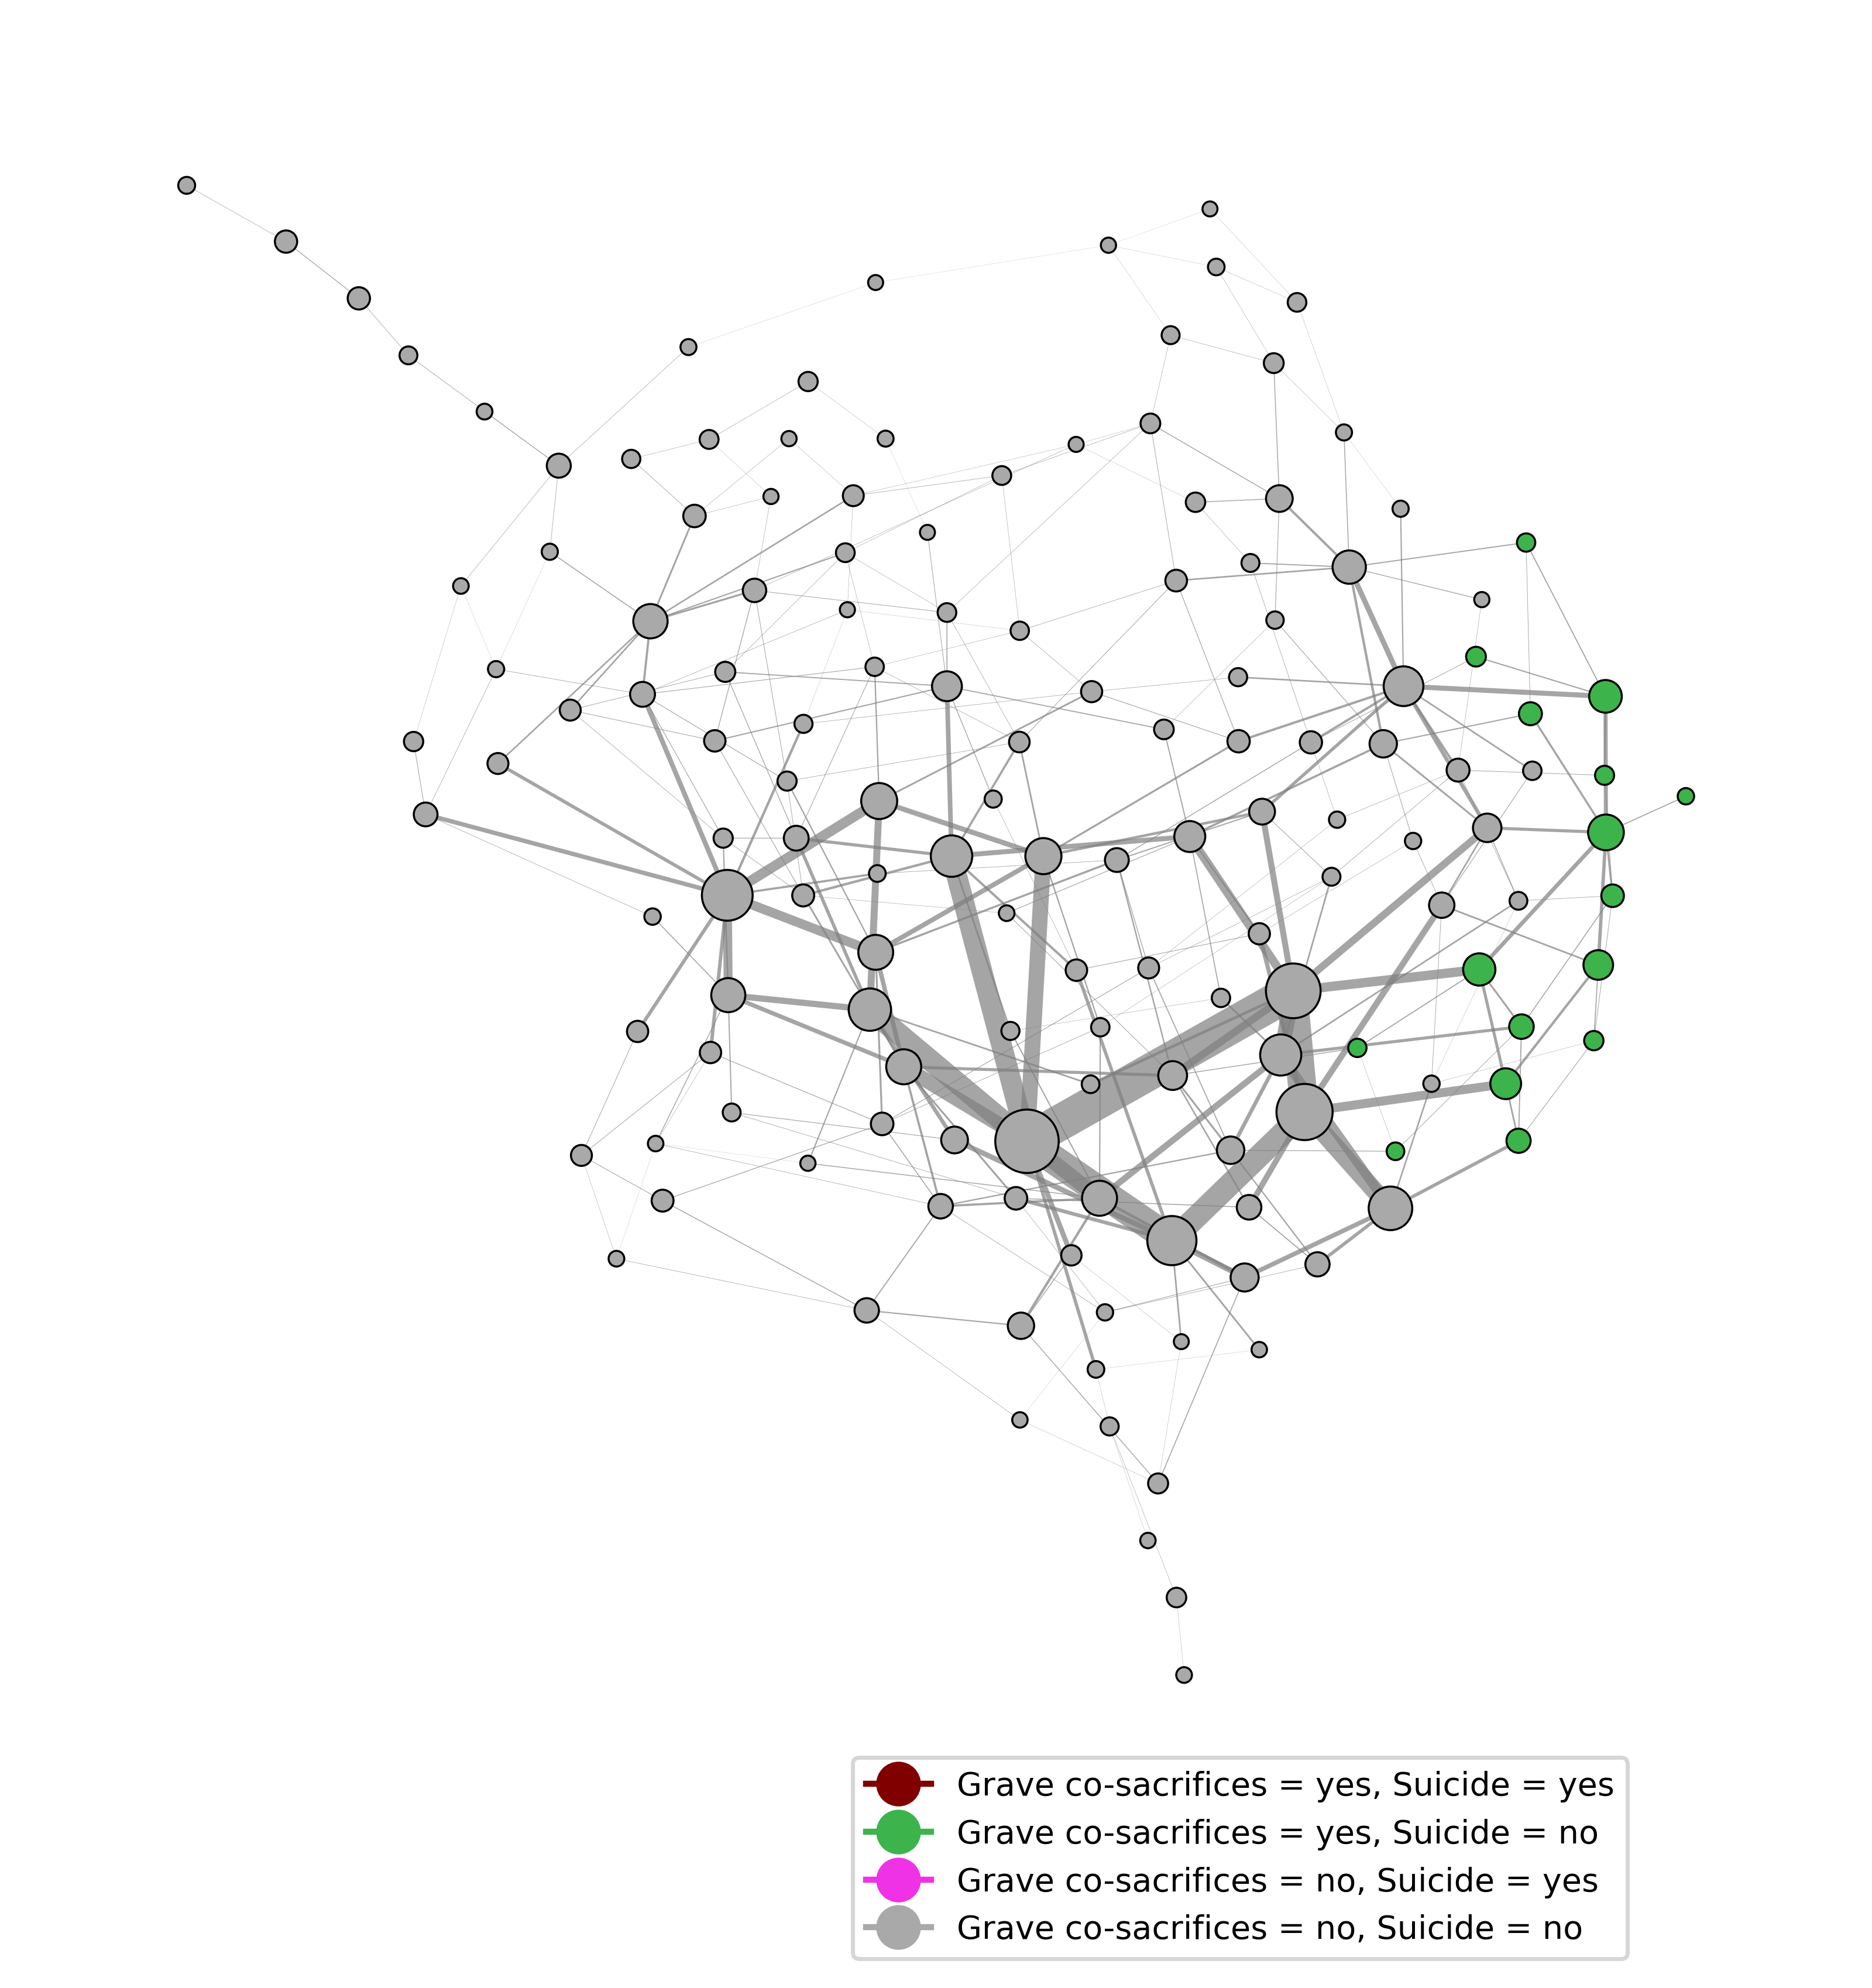 Grave co-sacrifices = yes, Suicide = yes
Grave co-sacrifices = yes, Suicide = no
Grave co-sacrifices = no, Suicide = yes
Grave co-sacrifices = no, Suicide = no